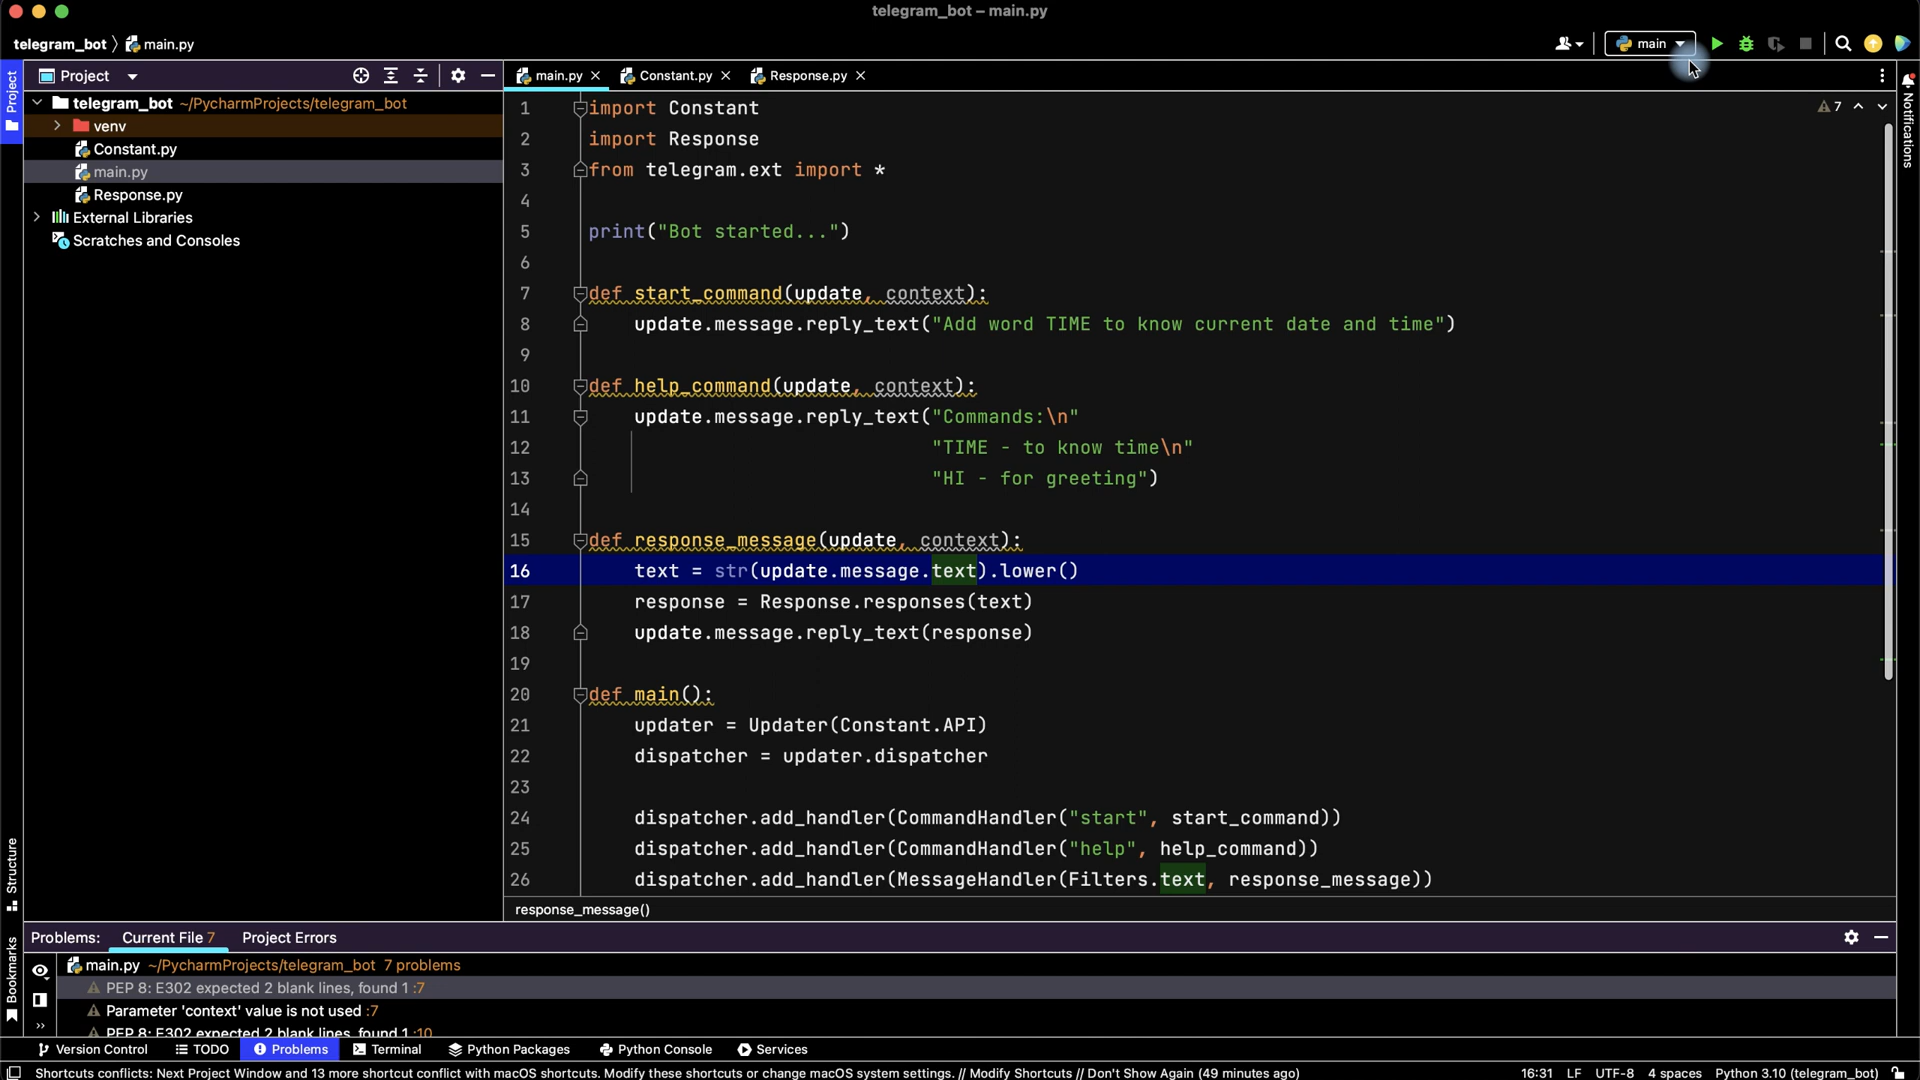 telegram_bot – main.py
telegram_bot 〉 main.py
main
Project
Project
main.py
Constant.py
Response.py
Notifications
telegram_bot ~/PycharmProjects/telegram_bot
venv
Constant.py
main.py
Response.py
External Libraries
Scratches and Consoles
7
1 import Constant
2 import Response
3 from telegram.ext import *
4
5 print("Bot started...")
6
7 def start_command(update, context):
8     update.message.reply_text("Add word TIME to know current date and time")
9
10 def help_command(update, context):
11     update.message.reply_text("Commands:\n"
12                               "TIME - to know time\n"
13                               "HI - for greeting")
14
15 def response_message(update, context):
16     text = str(update.message.text).lower()
17     response = Response.responses(text)
18     update.message.reply_text(response)
19
20 def main():
21     updater = Updater(Constant.API)
22     dispatcher = updater.dispatcher
23
24     dispatcher.add_handler(CommandHandler("start", start_command))
25     dispatcher.add_handler(CommandHandler("help", help_command))
26     dispatcher.add_handler(MessageHandler(Filters.text, response_message))
response_message()
Structure
Bookmarks
Problems: Current File 7 Project Errors
main.py ~/PycharmProjects/telegram_bot 7 problems
PEP 8: E302 expected 2 blank lines, found 1 :7
Parameter 'context' value is not used :7
PEP 8: E302 expected 2 blank lines, found 1 :10
Version Control TODO Problems Terminal Python Packages Python Console Services
Shortcuts conflicts: Next Project Window and 13 more shortcut conflict with macOS shortcuts. Modify these shortcuts or change macOS system settings. // Modify Shortcuts // Don't Show Again (49 minutes ago) 16:31 LF UTF-8 4 spaces Python 3.10 (telegram_bot)